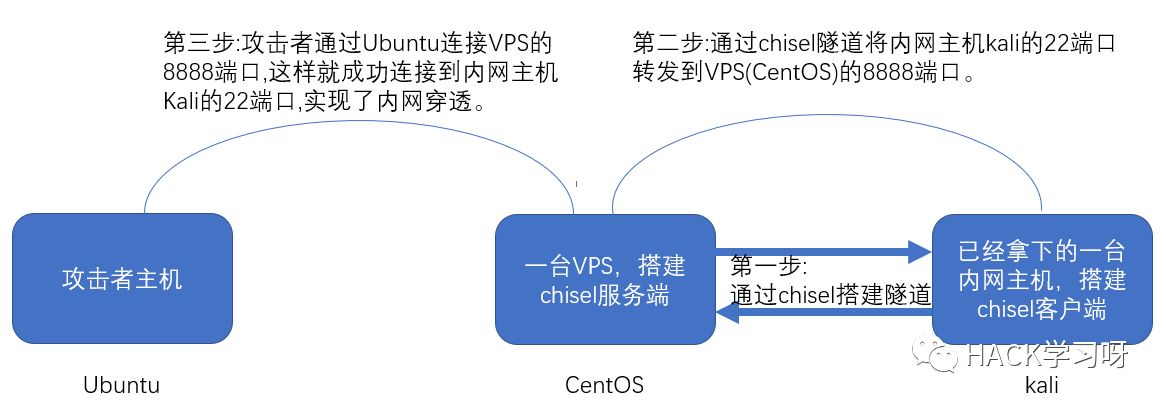 第三步:攻击者通过Ubuntu连接VPS的
8888端口,这样就成功连接到内网主机
Kali的22端口,实现了内网穿透。
第二步:通过chisel隧道将内网主机kali的22端口
转发到VPS(CentOS)的8888端口。
攻击者主机
一台VPS，搭建
chisel服务端
第一步:
通过chisel搭建隧道
已经拿下的一台
内网主机，搭建
chisel客户端
HACK学习呀
Ubuntu
CentOS
kali